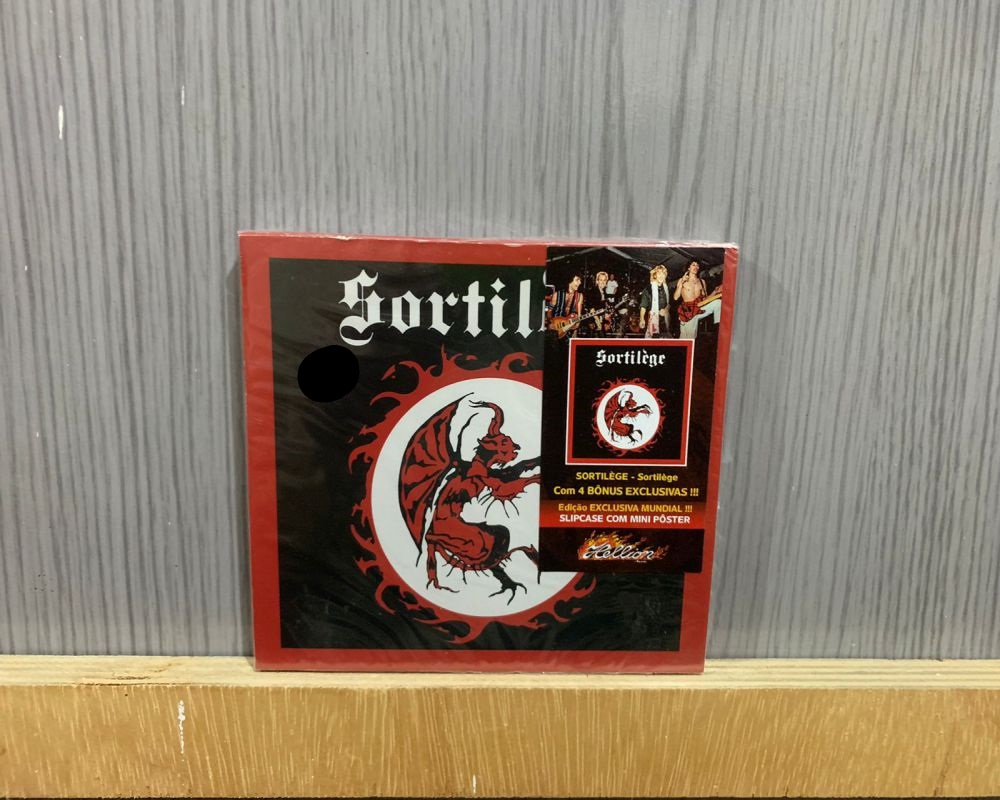 Sortil
Sortilège
SORTILÈGE - Sortilège
Com 4 BÔNUS EXCLUSIVAS !!!
Edição EXCLUSIVA MUNDIAL !!!
SLIPCASE COM MINI PÔSTER
Hellion